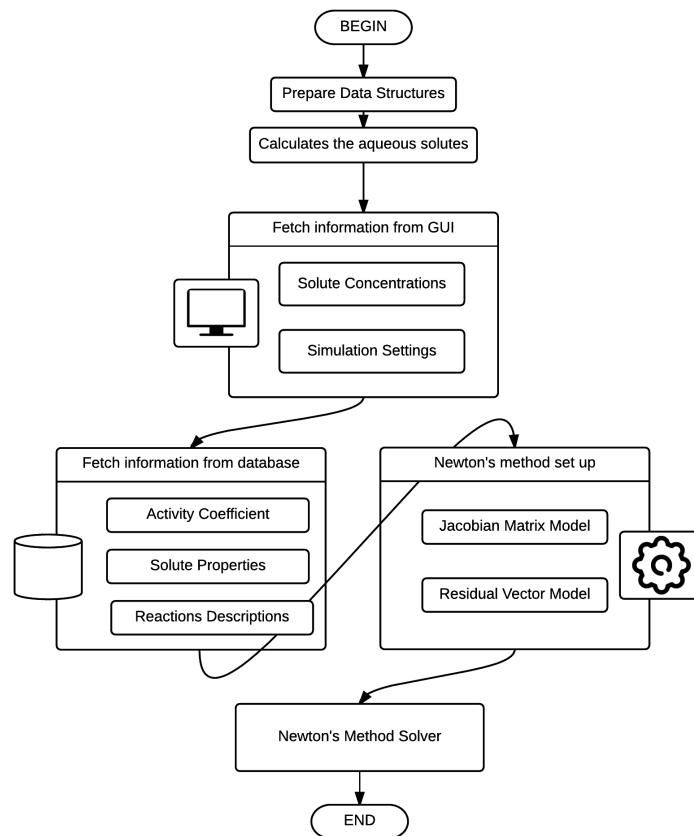 BEGIN
Prepare Data Structures
Calculates the aqueous solutes
Fetch information from GUI
Solute Concentrations
Simulation Settings
Fetch information from database
Activity Coefficient
Solute Properties
Reactions Descriptions
Newton's method set up
Jacobian Matrix Model
Residual Vector Model
Newton's Method Solver
END